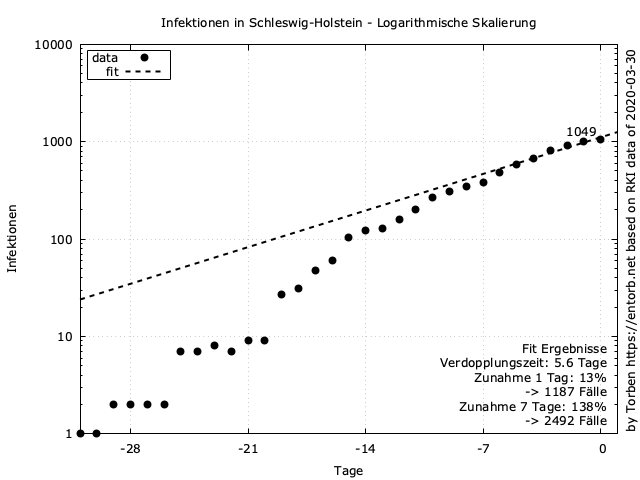 Infektionen in Schleswig-Holstein - Logarithmische Skalierung
data
fit
10000
1000
100
10
1
Infektionen
1049
Fit Ergebnisse
Verdopplungszeit: 5.6 Tage
Zunahme 1 Tag: 13%
-> 1187 Fälle
Zunahme 7 Tage: 138%
-> 2492 Fälle
-28
-21
-14
-7
0
Tage
by Torben https://entorb.net based on RKI data of 2020-03-30